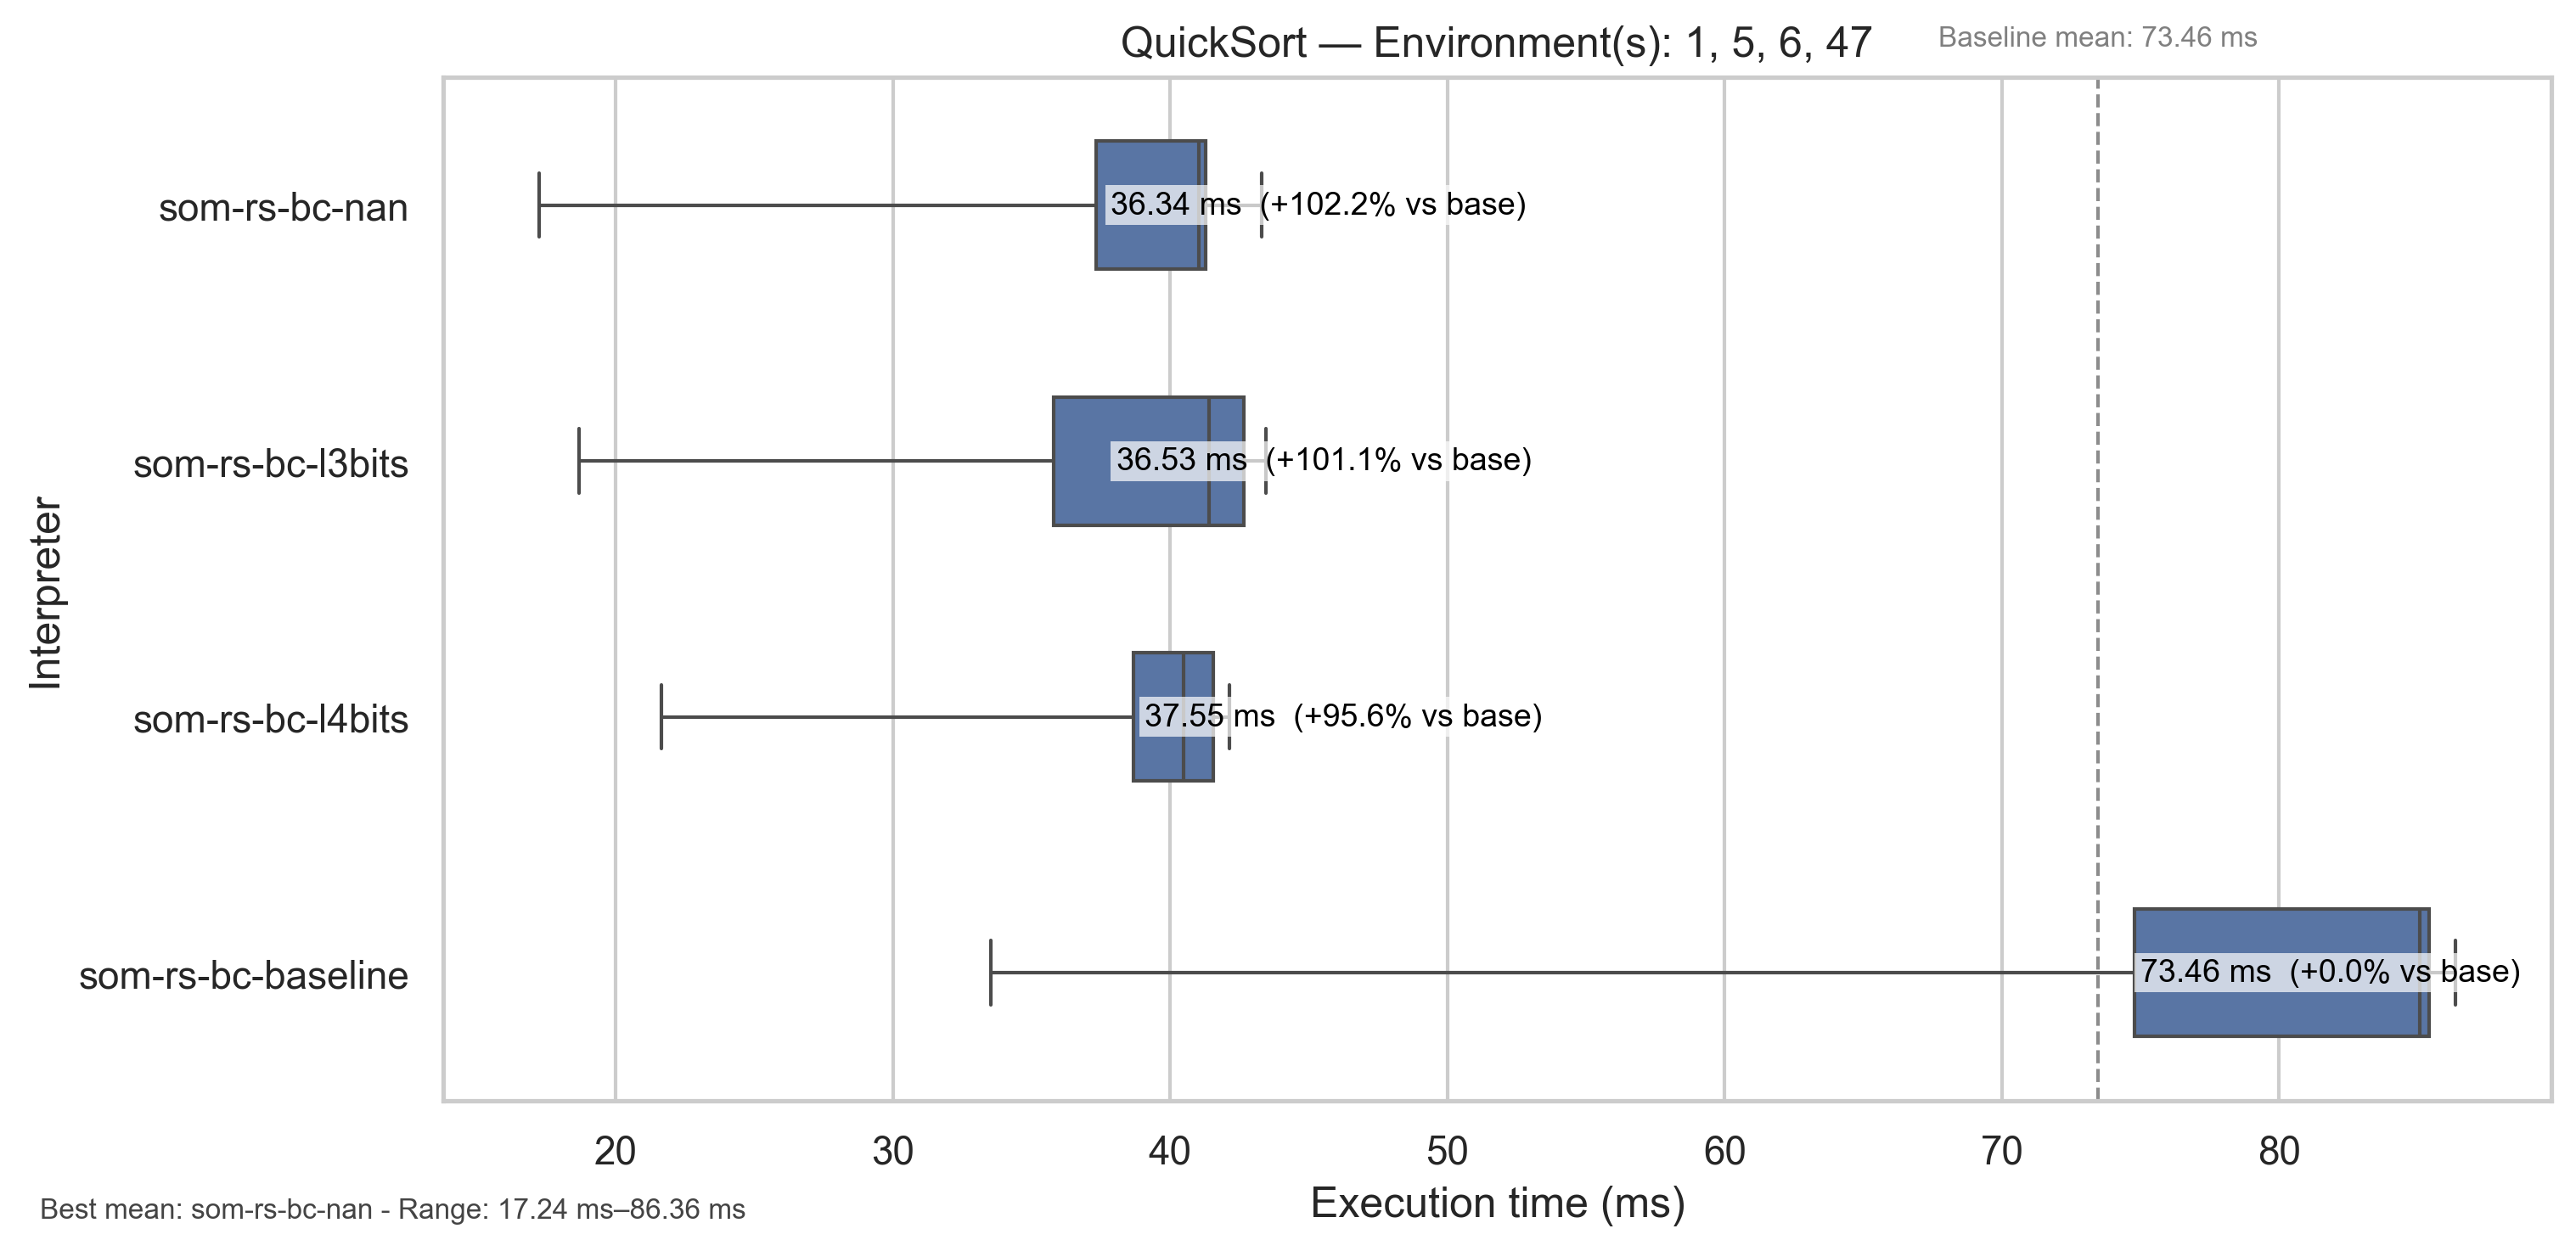 QuickSort — Environment(s): 1, 5, 6, 47
Baseline mean: 73.46 ms
Interpreter
som-rs-bc-nan
36.34 ms  (+102.2% vs base)
som-rs-bc-l3bits
36.53 ms  (+101.1% vs base)
som-rs-bc-l4bits
37.55 ms  (+95.6% vs base)
som-rs-bc-baseline
73.46 ms  (+0.0% vs base)
20 30 40 50 60 70 80
Execution time (ms)
Best mean: som-rs-bc-nan - Range: 17.24 ms–86.36 ms